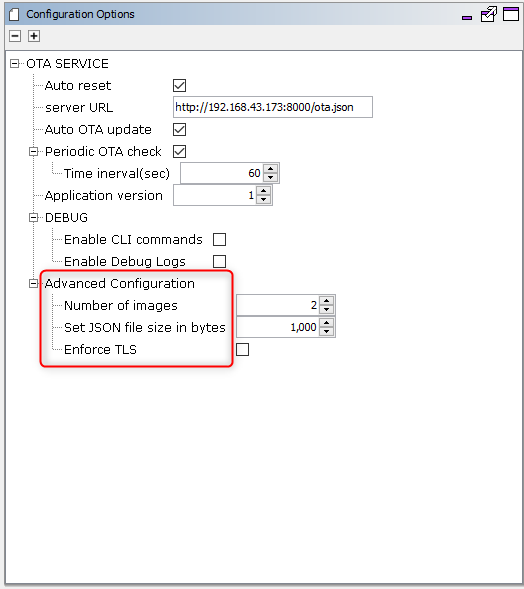 Configuration Options
OTA SERVICE
Auto reset
server URL http://192.168.43.173:8000/ota.json
Auto OTA update
Periodic OTA check
Time inerval(sec) 60
Application version 1
DEBUG
Enable CLI commands
Enable Debug Logs
Advanced Configuration
Number of images 2
Set JSON file size in bytes 1,000
Enforce TLS